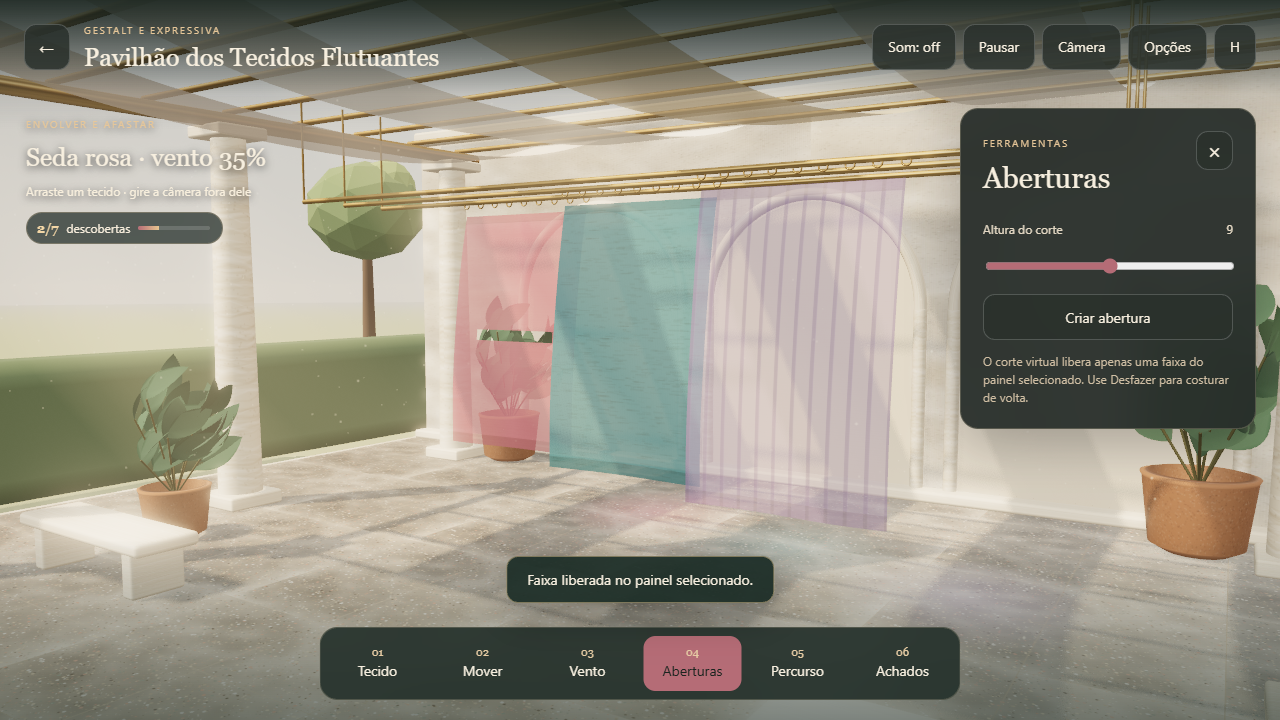 ←
GESTALT E EXPRESSIVA
Pavilhão dos Tecidos Flutuantes
Som: off
Pausar
Câmera
Opções
H
ENVOLVER E AFASTAR
Seda rosa · vento 35%
Arraste um tecido · gire a câmera fora dele
2/7 descobertas
FERRAMENTAS
Aberturas
×
Altura do corte 9
Criar abertura
O corte virtual libera apenas uma faixa do
painel selecionado. Use Desfazer para costurar
de volta.
Faixa liberada no painel selecionado.
01
Tecido
02
Mover
03
Vento
04
Aberturas
05
Percurso
06
Achados